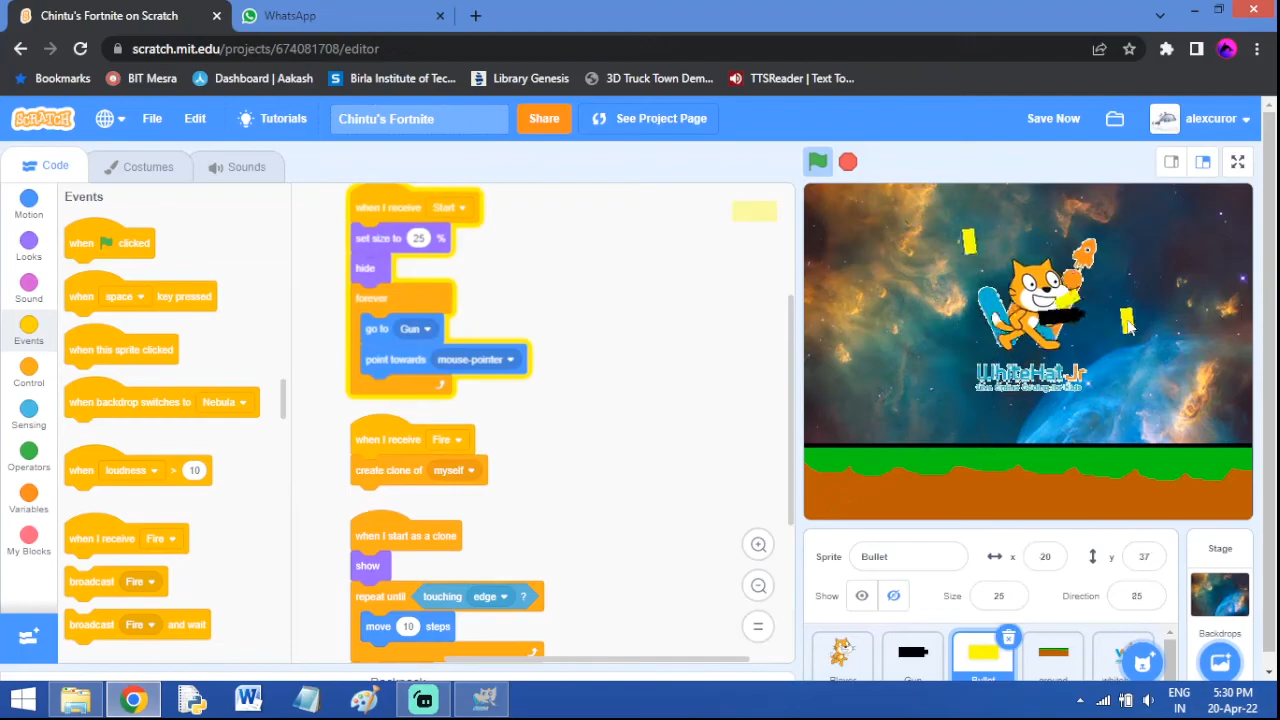 Chintu's Fortnite on Scratch
WhatsApp
scratch.mit.edu/projects/674081708/editor
Bookmarks BIT Mesra Dashboard | Aakash Birla Institute of Tec... Library Genesis 3D Truck Town Dem... TTSReader | Text To...
SCRATCH File Edit Tutorials Chintu's Fortnite Share See Project Page Save Now alexcuror
Code Costumes Sounds
Motion
Looks
Sound
Events
Control
Sensing
Operators
Variables
My Blocks
Events
when clicked
when space key pressed
when this sprite clicked
when backdrop switches to Nebula
when loudness > 10
when I receive Fire
broadcast Fire
broadcast Fire and wait
when I receive Start
set size to 25 %
hide
forever
go to Gun
point towards mouse-pointer
when I receive Fire
create clone of myself
when I start as a clone
show
repeat until touching edge ?
move 10 steps
WhiteHat Jr
Sprite Bullet x 20 y 37
Show Size 25 Direction 85
Stage
Backdrops
Player Gun Bullet ground
ENG
IN
5:30 PM
20-Apr-22